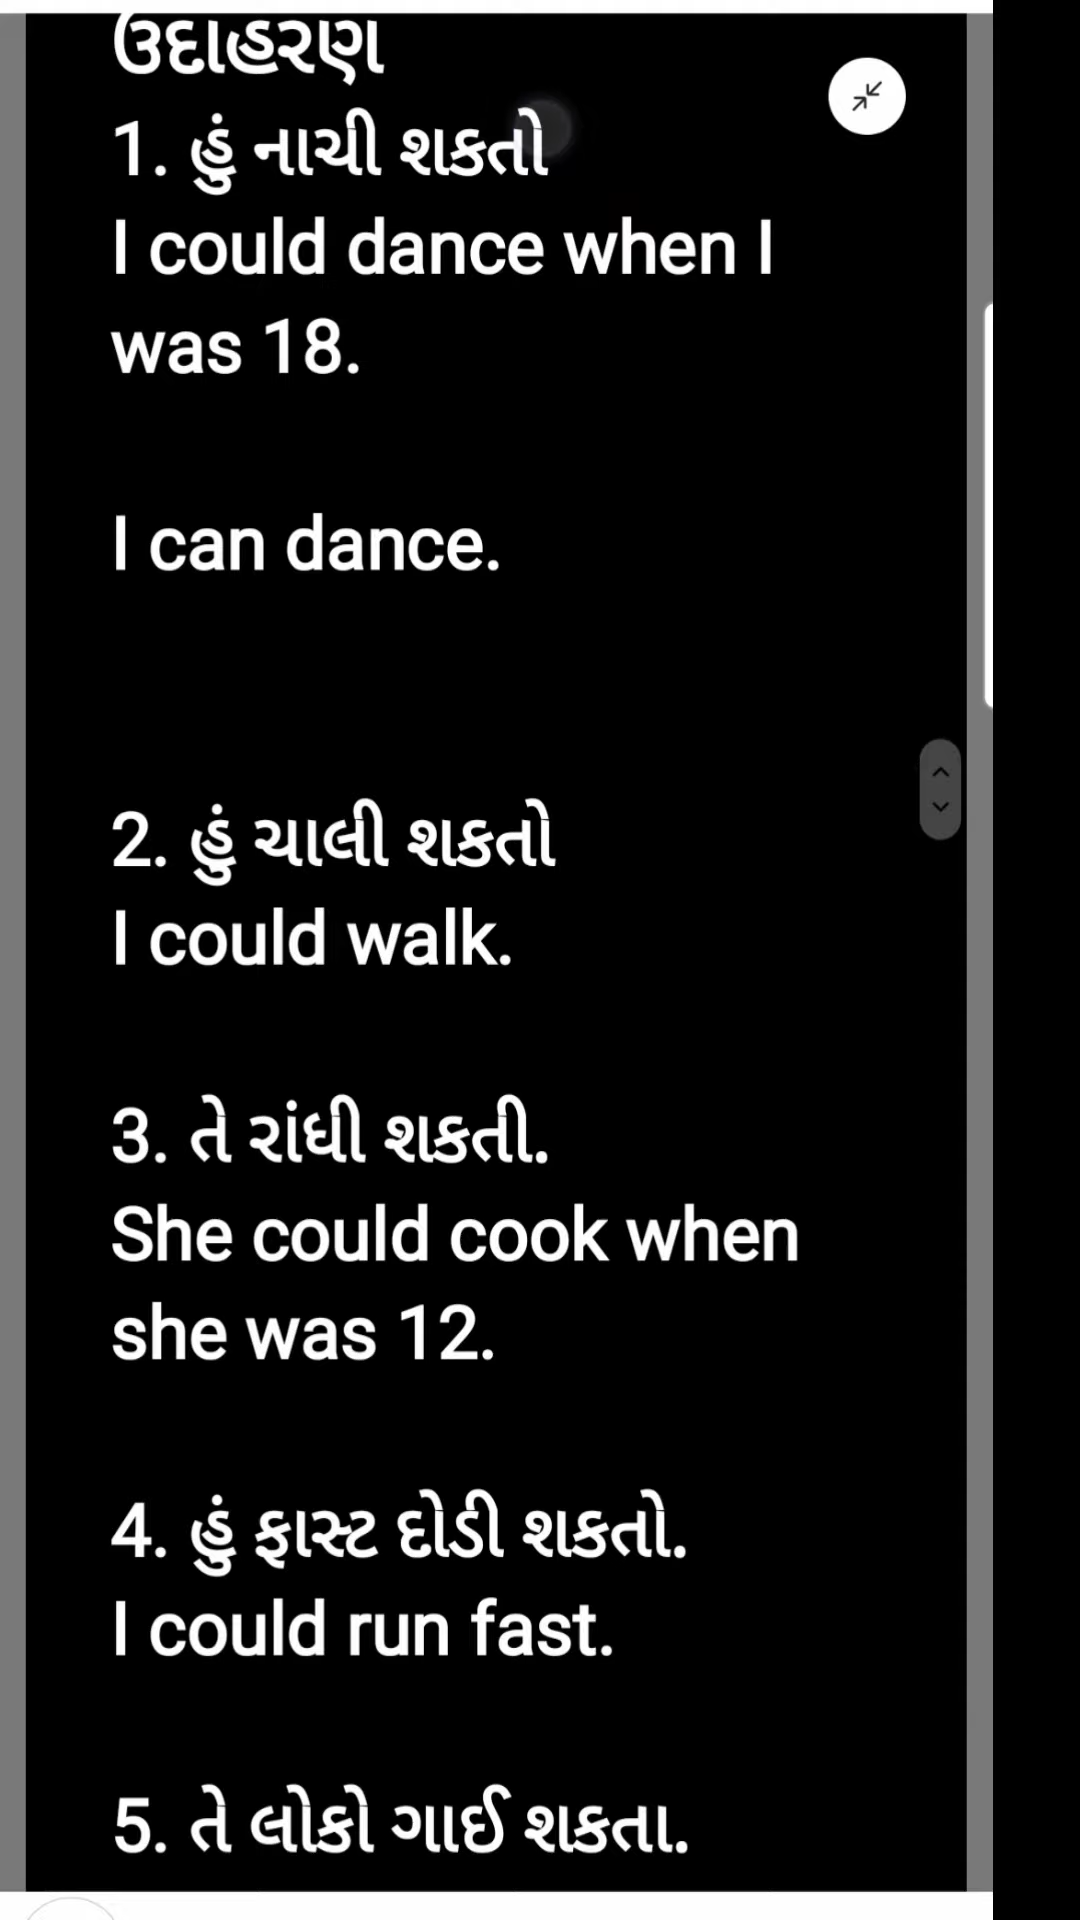 ઉદાહરણ
1. હું નાચી શકતો
I could dance when I
was 18.
I can dance.
2. હું ચાલી શકતો
I could walk.
3. તે રાંધી શકતી.
She could cook when
she was 12.
4. હું ફાસ્ટ દોડી શકતો.
I could run fast.
5. તે લોકો ગાઈ શકતા.